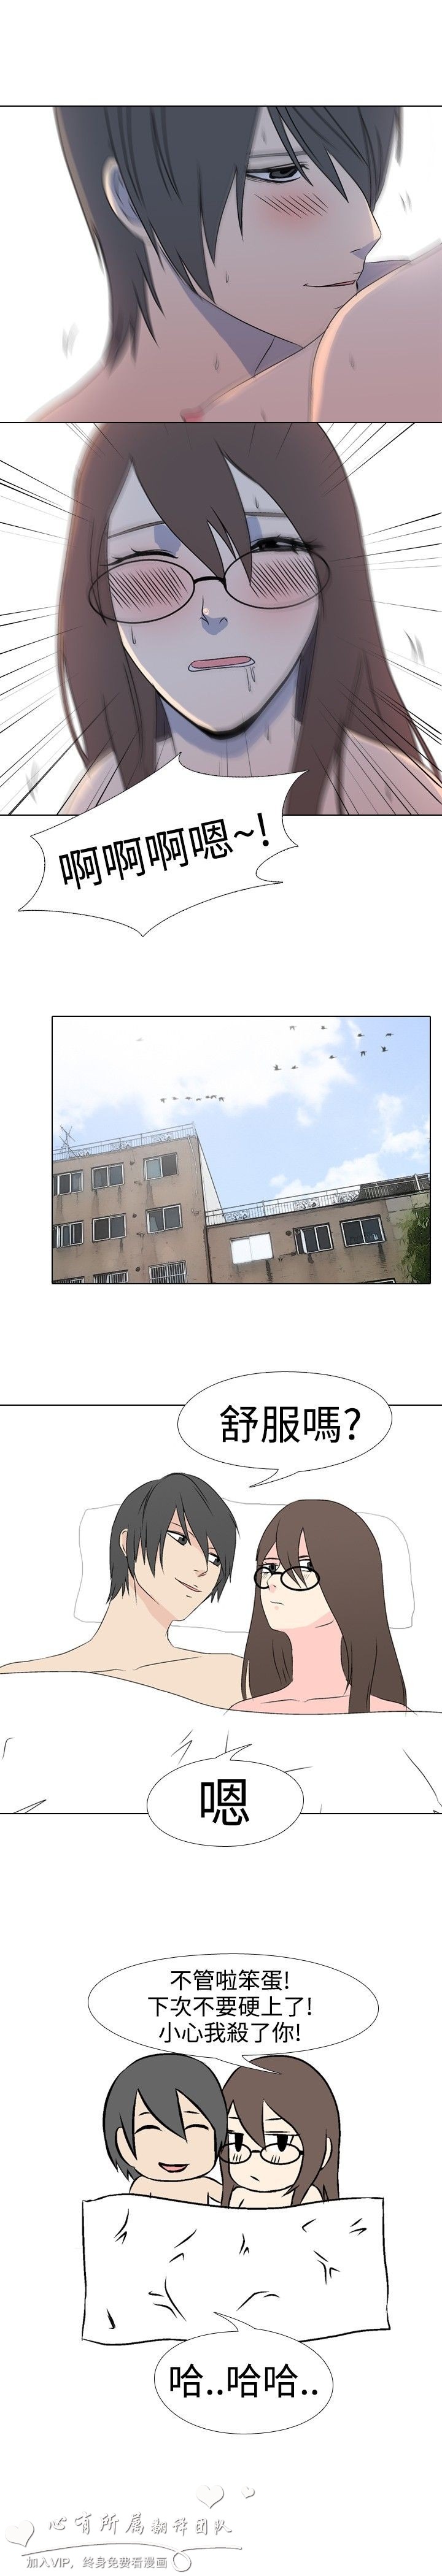 啊啊啊嗯~!
舒服嗎?
嗯
不管啦笨蛋!
下次不要硬上了!
小心我殺了你!
哈..哈哈..
心有所属翻译团队
加入VIP，终身免费看漫画